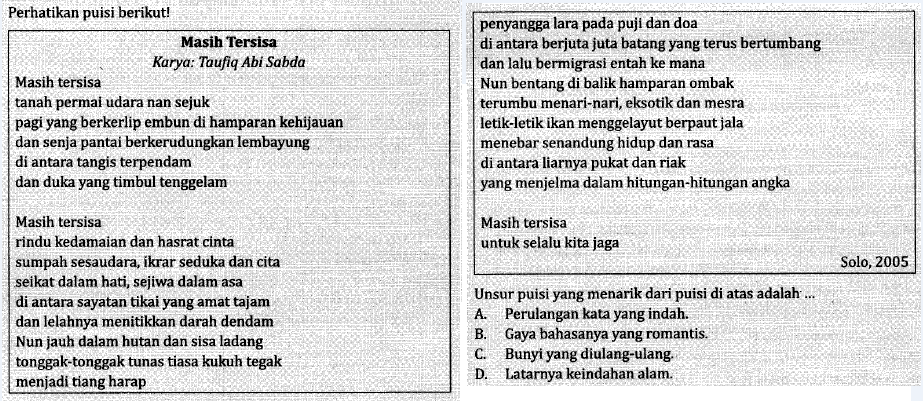 Perhatikan puisi berikut!
Masih Tersisa
Karya: Taufiq Abi Sabda
Masih tersisa
tanah permai udara nan sejuk
pagi yang berkerlip embun di hamparan kehijauan
dan senja pantai berkerudungkan lembayung
di antara tangis terpendam
dan duka yang timbul tenggelam
Masih tersisa
rindu kedamaian dan hasrat cinta
sumpah sesaudara, ikrar seduka dan cita
seikat dalam hati, sejiwa dalam asa
di antara sayatan tikai yang amat tajam
dan lelahnya menitikkan darah dendam
Nun jauh dalam hutan dan sisa ladang
tonggak-tonggak tunas tiasa kukuh tegak
menjadi tiang harap
penyangga lara pada puji dan doa
di antara berjuta juta batang yang terus bertumbang
dan lalu bermigrasi entah ke mana
Nun bentang di balik hamparan ombak
terumbu menari-nari, eksotik dan mesra
letik-letik ikan menggelayut berpaut jala
menebar senandung hidup dan rasa
di antara liarnya pukat dan riak
yang menjelma dalam hitungan-hitungan angka
Masih tersisa
untuk selalu kita jaga
Solo, 2005
Unsur puisi yang menarik dari puisi di atas adalah ...
A. Perulangan kata yang indah.
B. Gaya bahasanya yang romantis.
C. Bunyi yang diulang-ulang.
D. Latarnya keindahan alam.